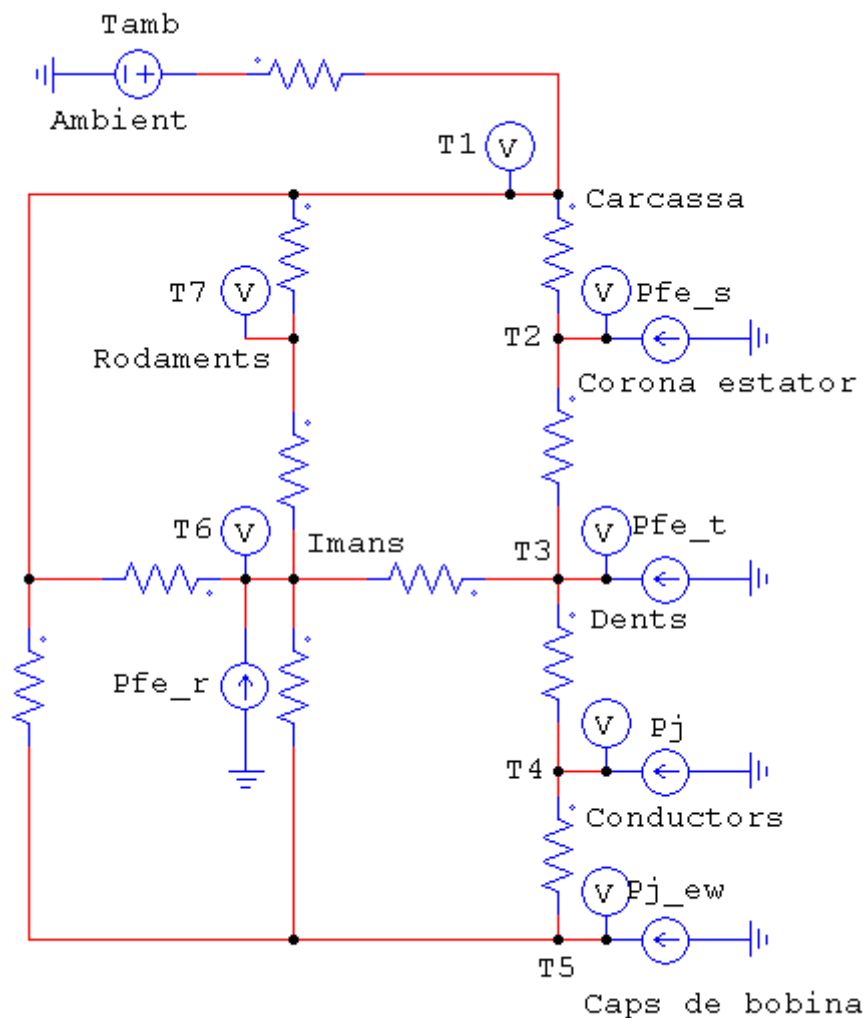 Tamb
Ambient
T1
V
Carcassa
T7
V
V
Pfe_s
T2
Rodaments
Corona estator
T6
V
Imans
T3
V
Pfe_t
Dents
Pfe_r
V
Pj
T4
Conductors
V
Pj_ew
T5
Caps de bobina